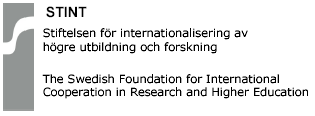 STINT
Stiftelsen för internationalisering av
högre utbildning och forskning
The Swedish Foundation for International
Cooperation in Research and Higher Education